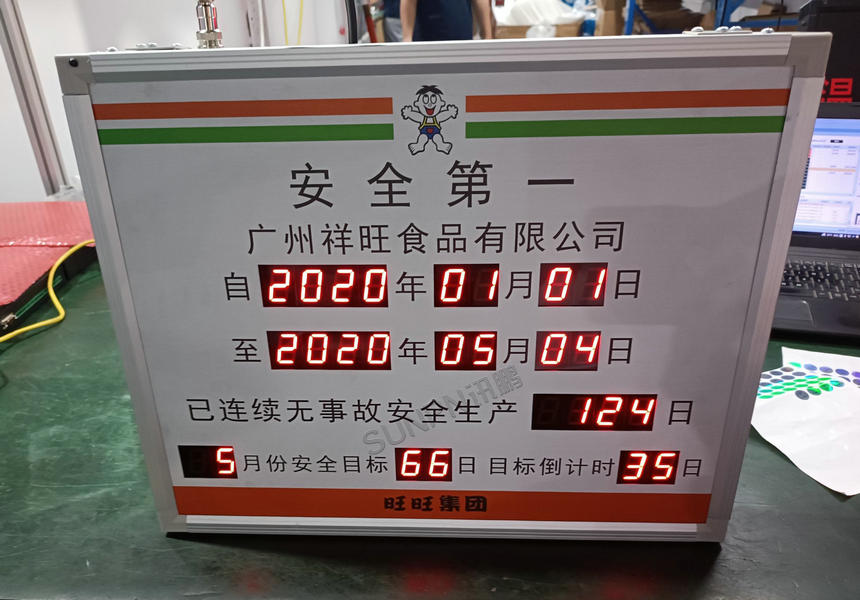 安全第一
广州祥旺食品有限公司
自2020年01月01日
至2020年05月04日
已连续无事故安全生产124日
5月份安全目标66日 目标倒计时35日
旺旺集团
讯鹏
温